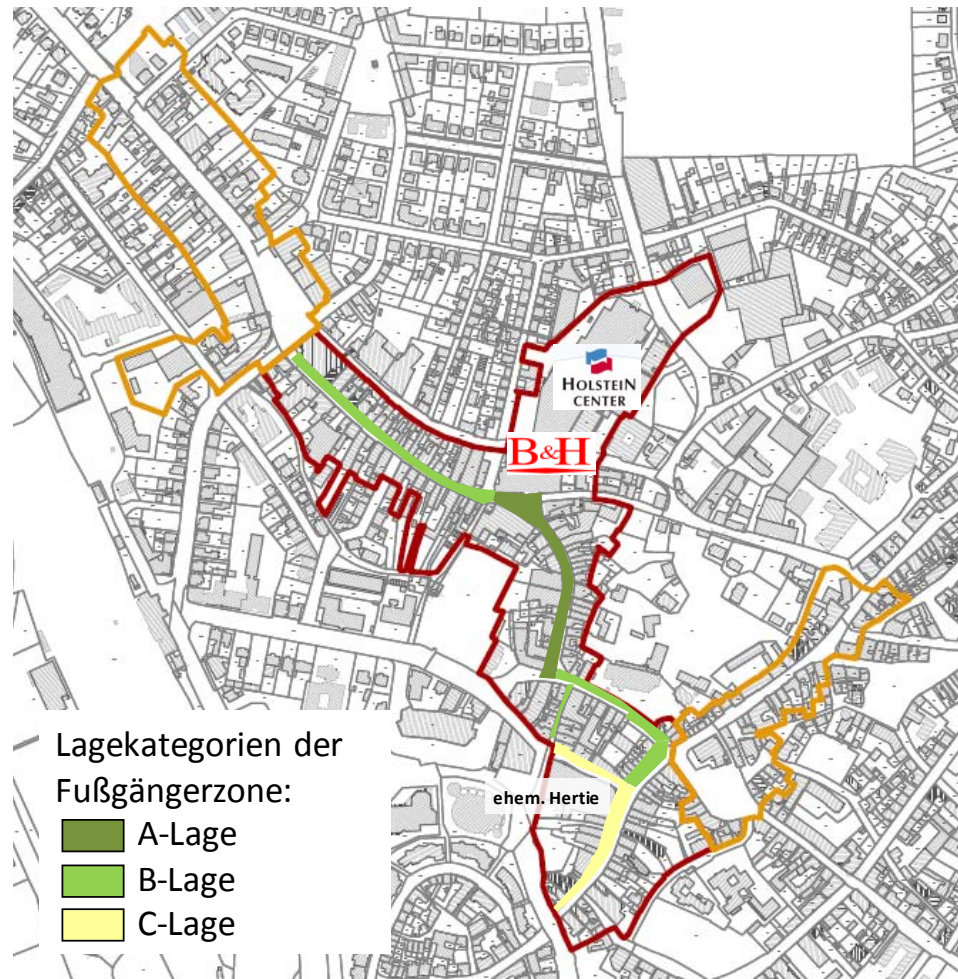 HOLSTEIN
CENTER
B&H
ehem. Hertie
Lagekategorien der
Fußgängerzone:
A-Lage
B-Lage
C-Lage